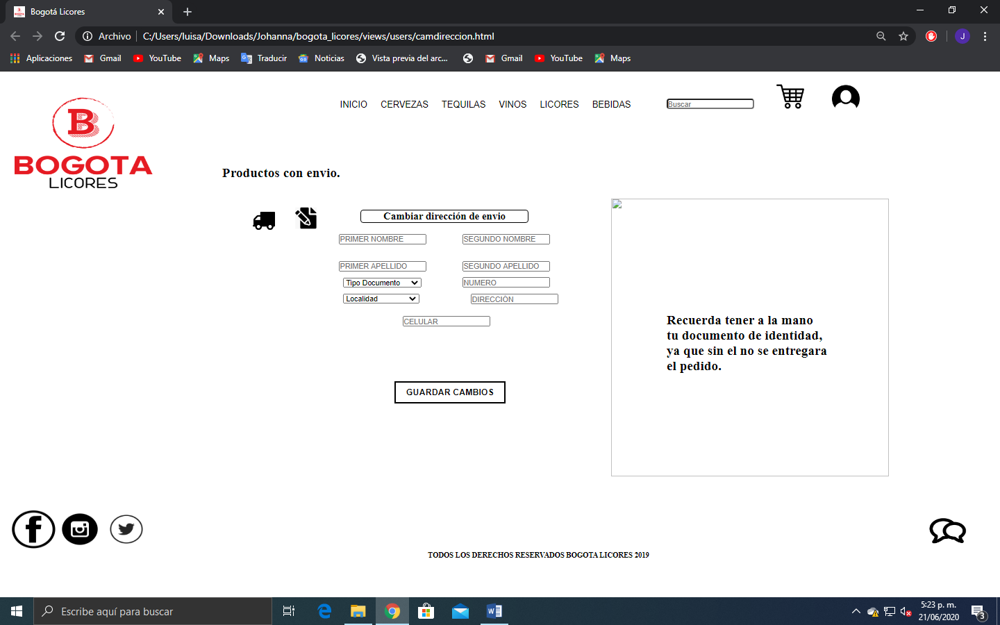 Bogotá Licores
Archivo
C:/Users/luisa/Downloads/Johanna/bogota_licores/views/users/camdireccion.html
J
Aplicaciones
Gmail
YouTube
Maps
Traducir
Noticias
Vista previa del arc...
Gmail
YouTube
Maps
B
BOGOTA
LICORES
INICIO
CERVEZAS
TEQUILAS
VINOS
LICORES
BEBIDAS
Buscar
Productos con envio.
Cambiar dirección de envio
PRIMER NOMBRE
SEGUNDO NOMBRE
PRIMER APELLIDO
SEGUNDO APELLIDO
Tipo Documento
NUMERO
Localidad
DIRECCIÓN
CELULAR
GUARDAR CAMBIOS
Recuerda tener a la mano
tu documento de identidad,
ya que sin el no se entregara
el pedido.
TODOS LOS DERECHOS RESERVADOS BOGOTA LICORES 2019
Escribe aquí para buscar
5:23 p. m.
21/06/2020
3